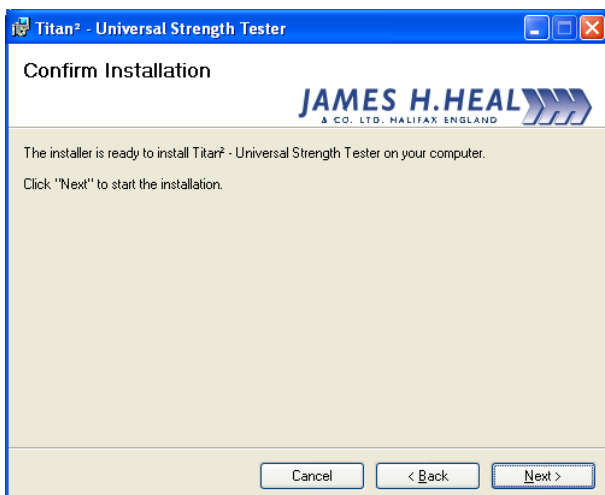 Titan² - Universal Strength Tester
Confirm Installation
JAMES H.HEAL
& CO. LTD. HALIFAX ENGLAND
The installer is ready to install Titan² - Universal Strength Tester on your computer.
Click "Next" to start the installation.
Cancel < Back Next >